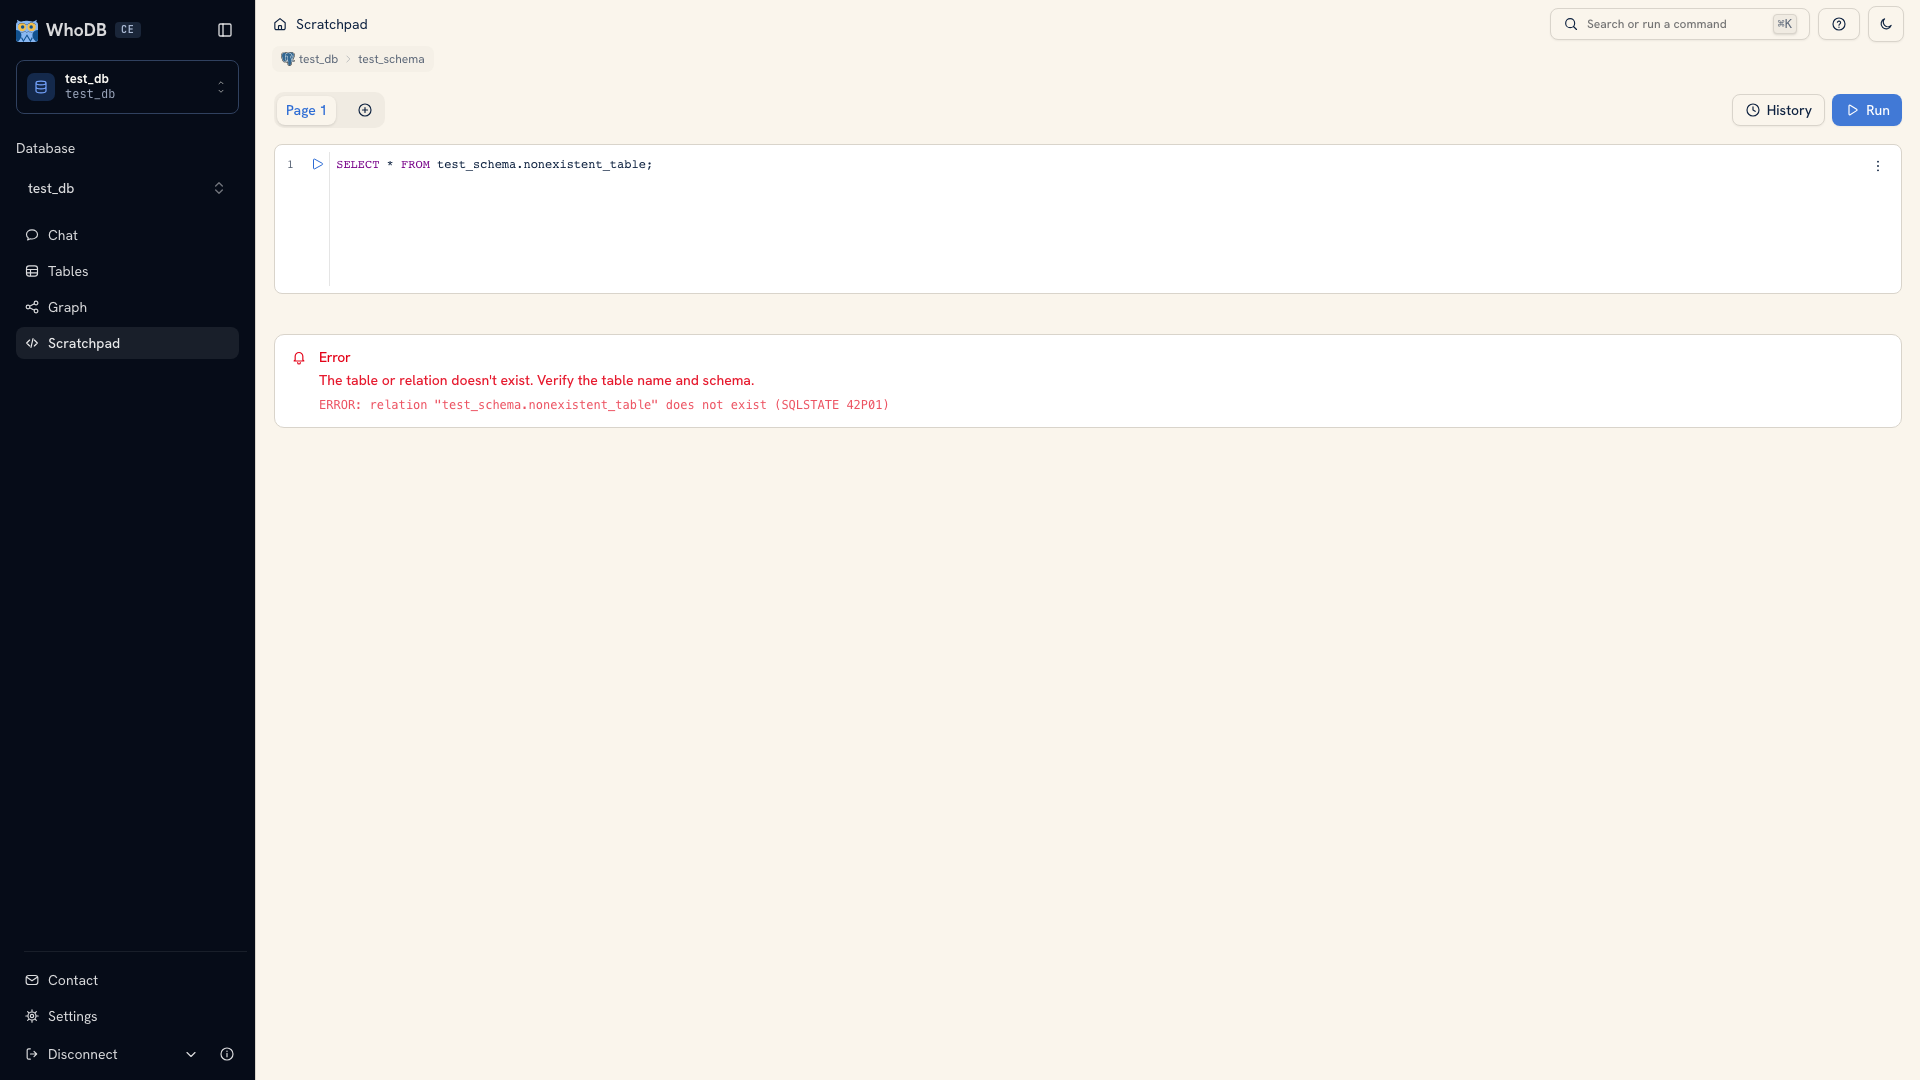 WhoDB CE
test_db
test_db
Database
test_db
Chat
Tables
Graph
Scratchpad
Contact
Settings
Disconnect
Scratchpad
Search or run a command ⌘K
test_db > test_schema
Page 1
History
Run
1 SELECT * FROM test_schema.nonexistent_table;
Error
The table or relation doesn't exist. Verify the table name and schema.
ERROR: relation "test_schema.nonexistent_table" does not exist (SQLSTATE 42P01)